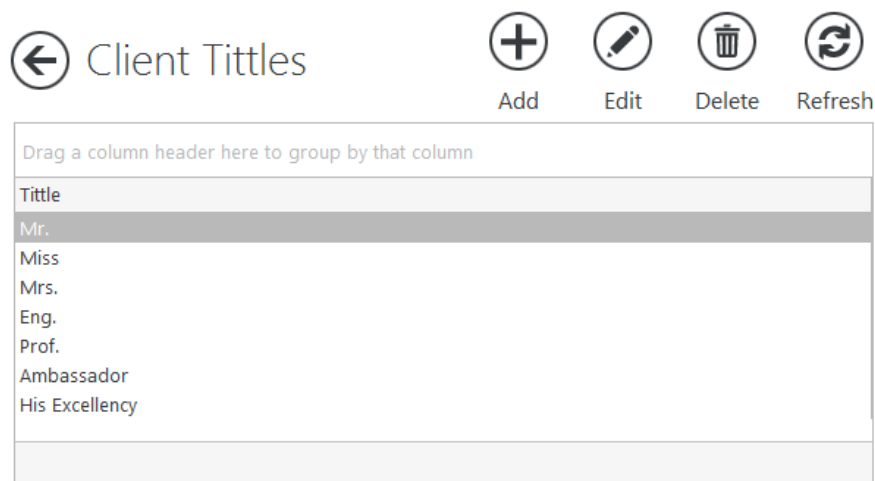 Client Tittles
Add Edit Delete Refresh
Drag a column header here to group by that column
Tittle
Mr.
Miss
Mrs.
Eng.
Prof.
Ambassador
His Excellency